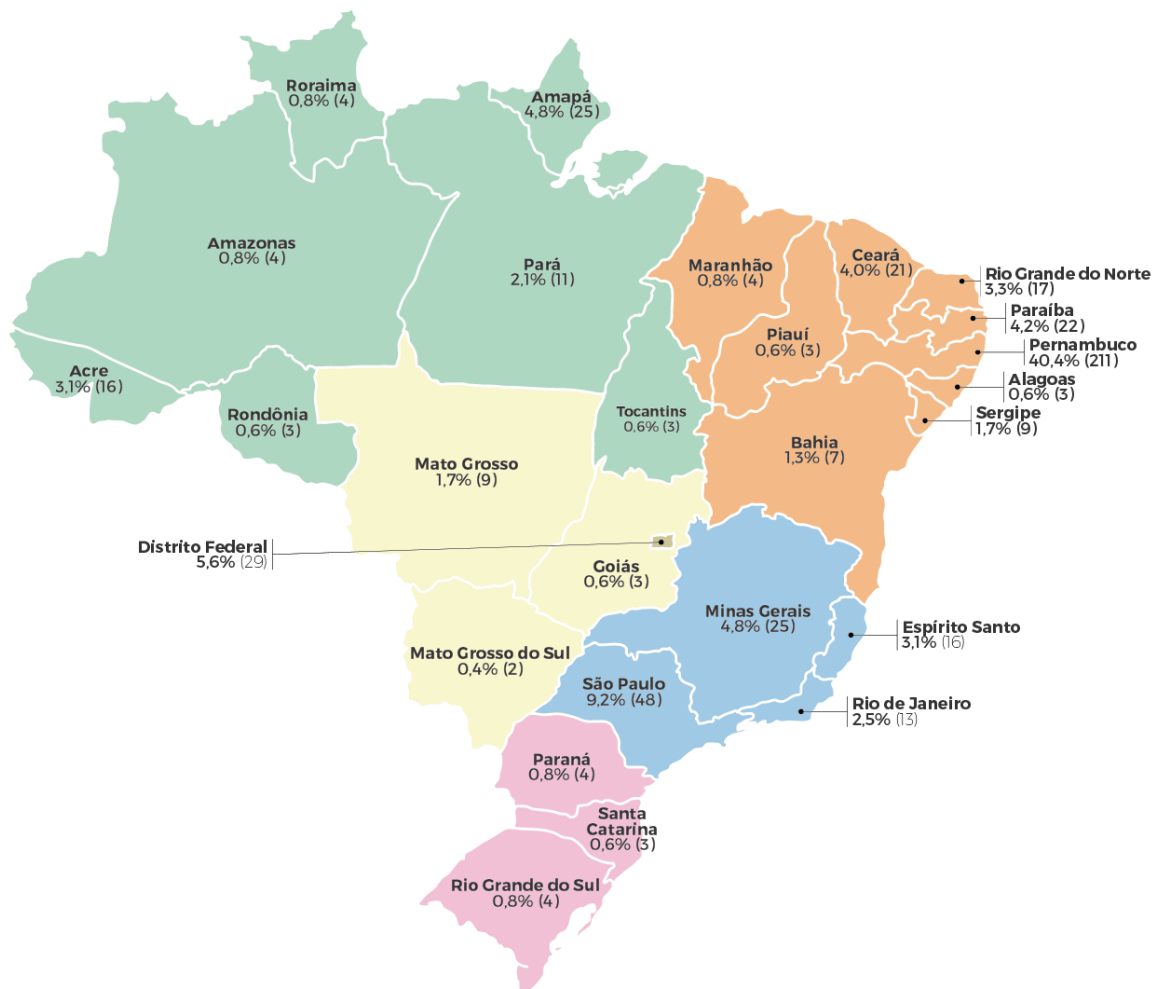 Roraima
0,8% (4)
Amapá
4,8% (25)
Amazonas
0,8% (4)
Pará
2,1% (11)
Maranhão
0,8% (4)
Ceará
4,0% (21)
Rio Grande do Norte
3,3% (17)
Paraíba
4,2% (22)
Piauí
0,6% (3)
Pernambuco
40,4% (211)
Acre
3,1% (16)
Alagoas
0,6% (3)
Rondônia
0,6% (3)
Tocantins
0,6% (3)
Sergipe
1,7% (9)
Bahia
1,3% (7)
Mato Grosso
1,7% (9)
Distrito Federal
5,6% (29)
Goiás
0,6% (3)
Minas Gerais
4,8% (25)
Espírito Santo
3,1% (16)
Mato Grosso do Sul
0,4% (2)
São Paulo
9,2% (48)
Rio de Janeiro
2,5% (13)
Paraná
0,8% (4)
Santa
Catarina
0,6% (3)
Rio Grande do Sul
0,8% (4)